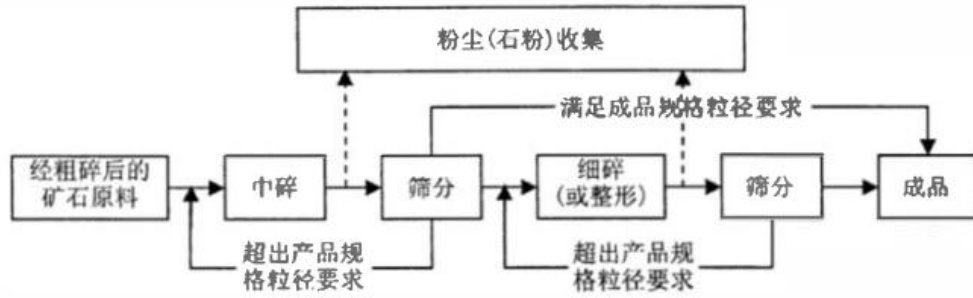 粉尘(石粉)收集
满足成品规格粒径要求
经粗碎后的
矿石原料
中碎
筛分
细碎
(或整形)
筛分
成品
超出产品规
格粒径要求
超出产品规
格粒径要求